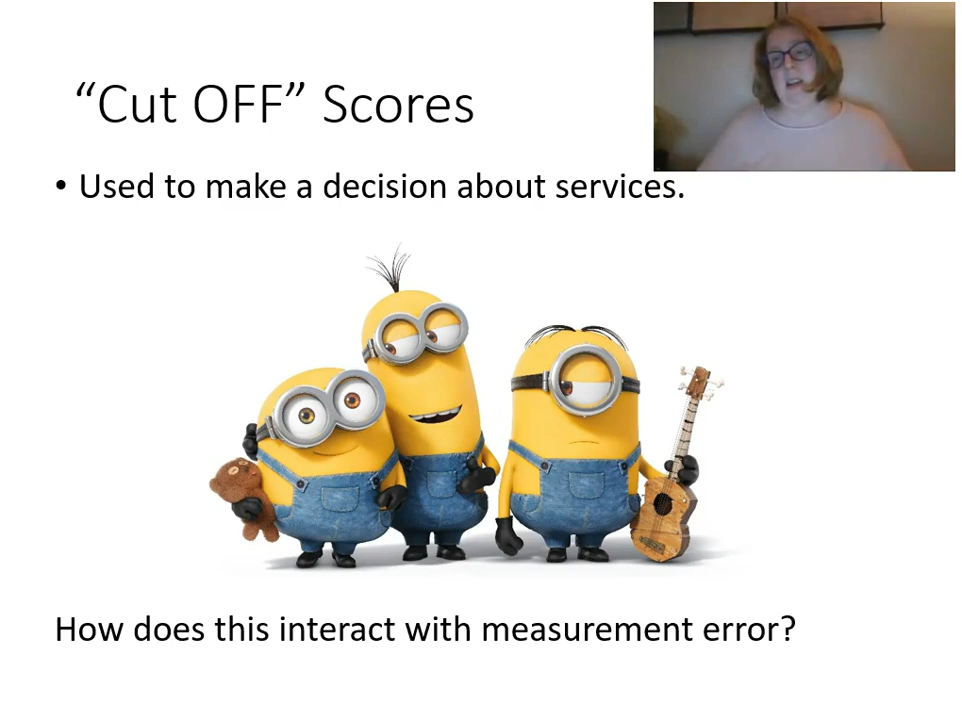 “Cut OFF” Scores
• Used to make a decision about services.
How does this interact with measurement error?